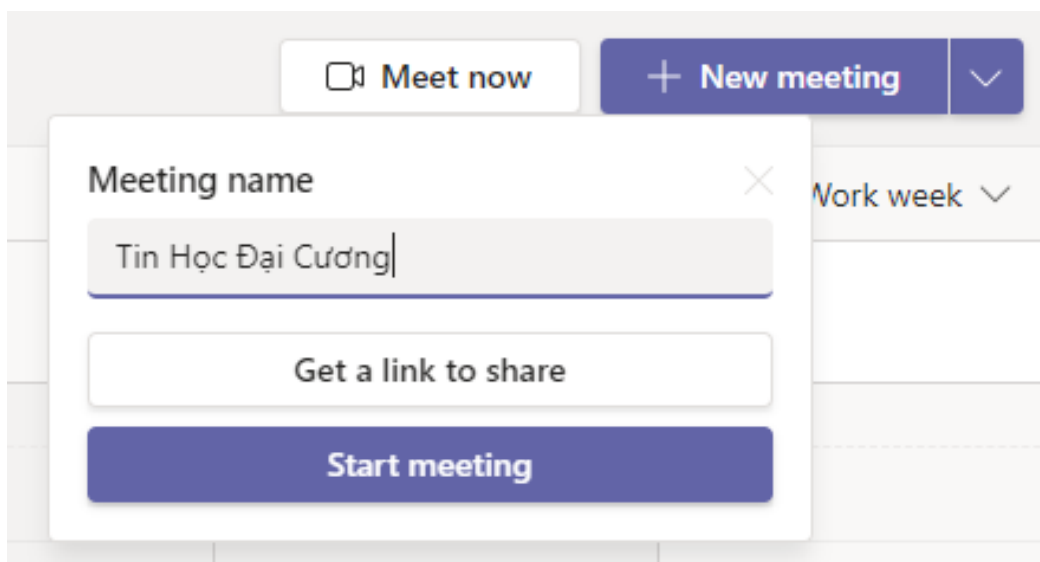 Meet now
New meeting
Meeting name
Work week
Tin Học Đại Cương
Get a link to share
Start meeting